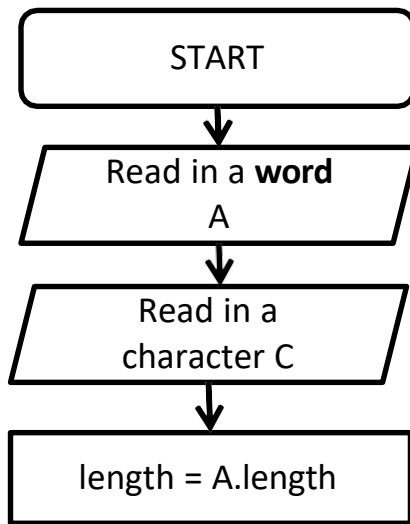 START
Read in a word
A
Read in a
character C
length = A.length